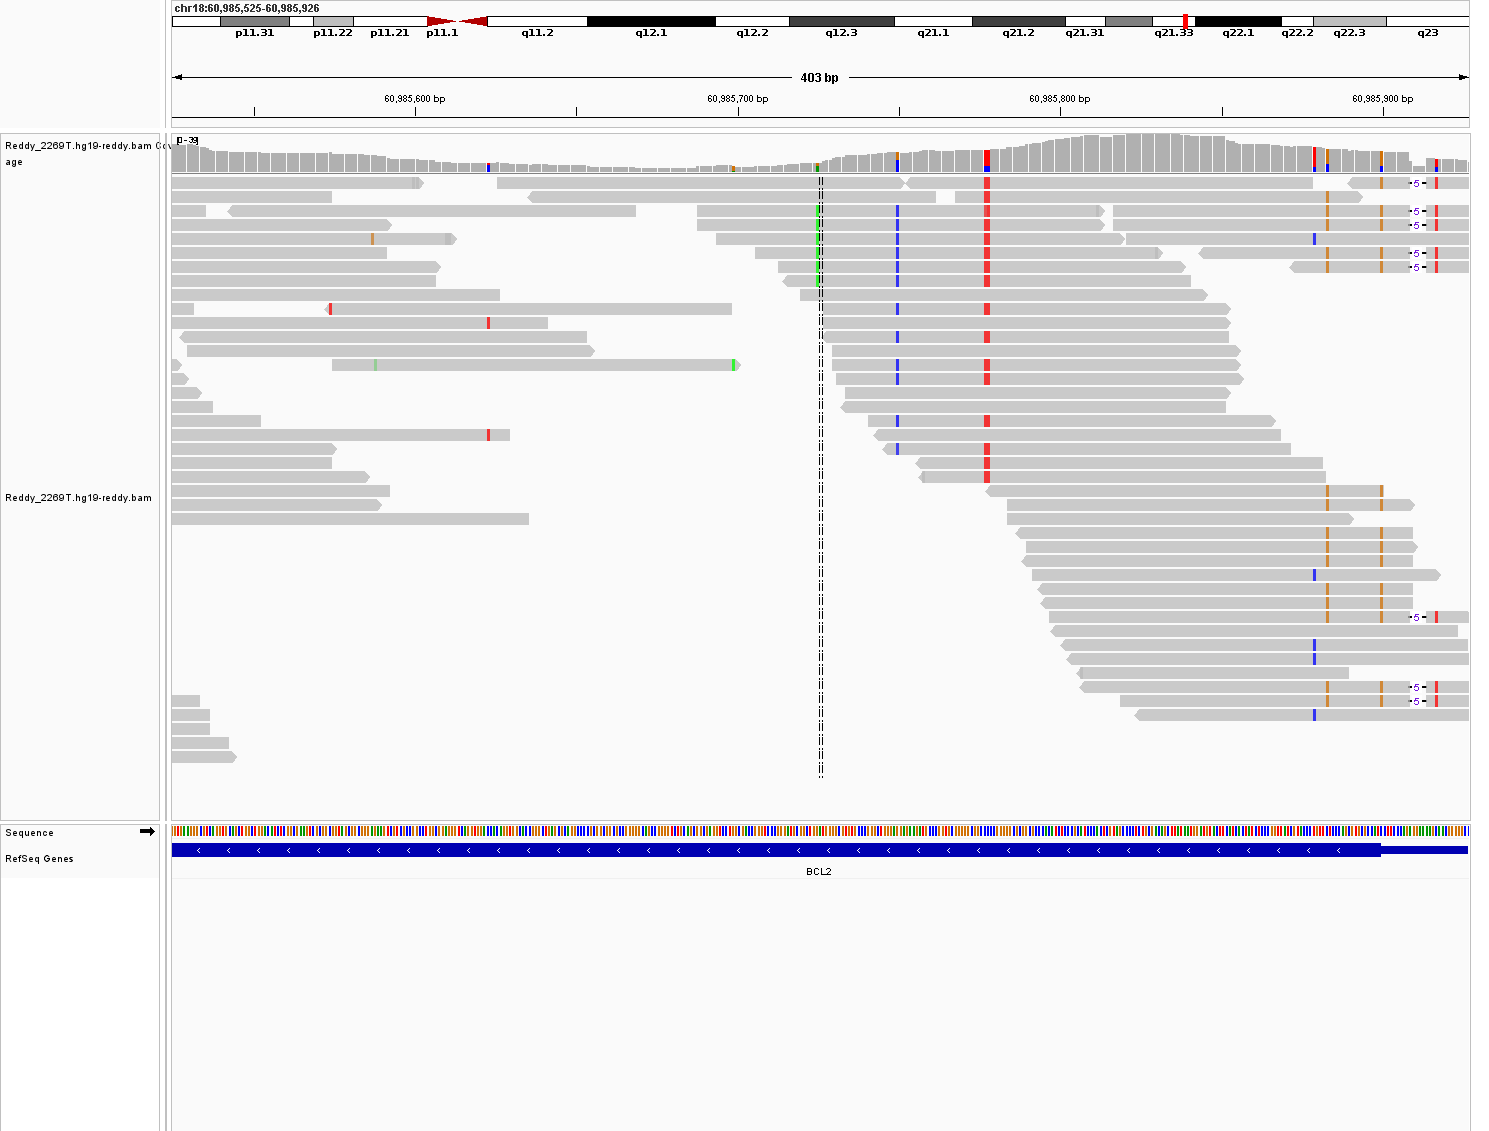 chr18:60,985,525-60,985,926
p11.31 p11.22 p11.21 p11.1 q11.2 q12.1 q12.2 q12.3 q21.1 q21.2 q21.31 q21.33 q22.1 q22.2 q22.3 q23
403 bp
60,985,600 bp 60,985,700 bp 60,985,800 bp 60,985,900 bp
Reddy_2269T.hg19-reddy.bam Cov
age
[0-39]
5
5
5
5
5
Reddy_2269T.hg19-reddy.bam
5
5
5
Sequence
RefSeq Genes
BCL2